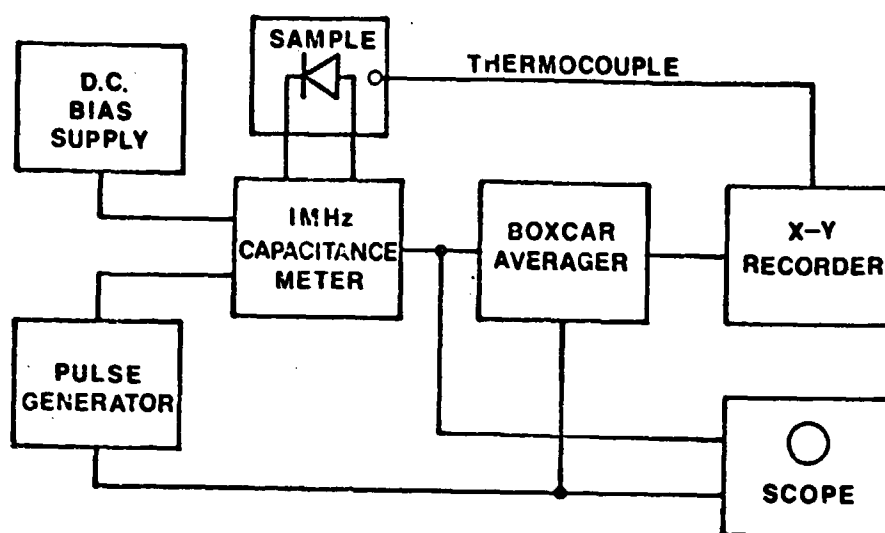 SAMPLE
THERMOCOUPLE
D.C.
BIAS
SUPPLY
1MHz
CAPACITANCE
METER
BOXCAR
AVERAGER
X-Y
RECORDER
PULSE
GENERATOR
SCOPE